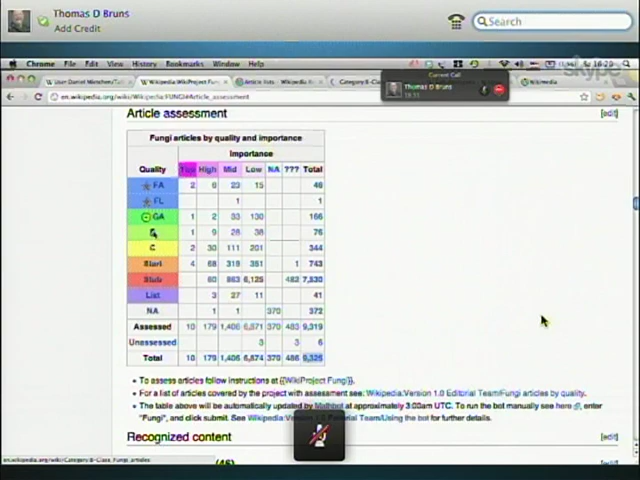 Thomas D Bruns
Add Credit
Search
Chrome File Edit View History Bookmarks Window Help
skype
Current Call
Thomas D Bruns
en.wikipedia.org/wiki/Wikipedia:FUNGI#Article_assessment
Article assessment [edit]
Fungi articles by quality and importance
Importance
Quality Top High Mid Low NA ??? Total
FA 2 6 23 15 46
FL 1 1
GA 1 2 33 130 166
B 1 9 28 38 76
C 2 30 111 201 344
Start 4 68 319 351 1 743
Stub 60 863 6,125 482 7,530
List 3 27 11 41
NA 1 1 370 372
Assessed 10 179 1,406 6,871 370 483 9,319
Unassessed 3 3 6
Total 10 179 1,406 6,874 370 486 9,325
To assess articles follow instructions at {{WikiProject Fungi}}.
For a list of articles covered by the project with assessment see: Wikipedia:Version 1.0 Editorial Team/Fungi articles by quality.
The table above will be automatically updated by Mathbot at approximately 3:00am UTC. To run the bot manually see here, enter
"Fungi", and click submit. See Wikipedia:Version 1.0 Editorial Team/Using the bot for further details.
Recognized content [edit]
en.wikipedia.org/wiki/Category:B-Class_Fungi_articles